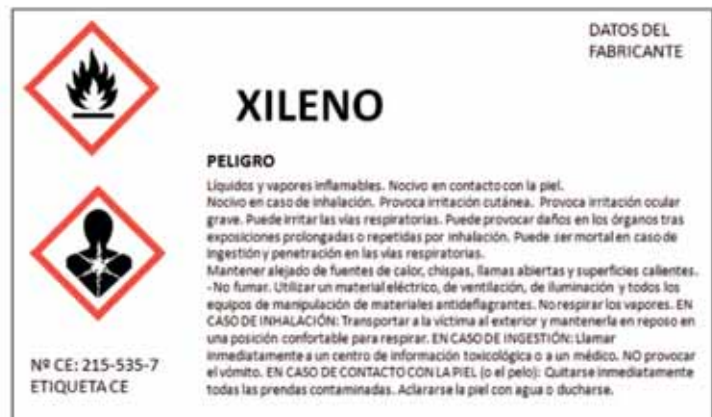 DATOS DEL
FABRICANTE
XILENO
PELIGRO
Líquidos y vapores inflamables. Nocivo en contacto con la piel.
Nocivo en caso de inhalación. Provoca irritación cutánea. Provoca irritación ocular
grave. Puede irritar las vías respiratorias. Puede provocar daños en los órganos tras
exposiciones prolongadas o repetidas por inhalación. Puede ser mortal en caso de
ingestión y penetración en las vías respiratorias.
Mantener alejado de fuentes de calor, chispas, llamas abiertas y superficies calientes.
- No fumar. Utilizar un material eléctrico, de ventilación, de iluminación y todos los
equipos de manipulación de materiales antideflagrantes. No respirar los vapores. EN
CASO DE INHALACIÓN: Transportar a la víctima al exterior y mantenerla en reposo en
una posición confortable para respirar. EN CASO DE INGESTIÓN: Llamar
inmediatamente a un centro de información toxicológica o a un médico. NO provocar
el vómito. EN CASO DE CONTACTO CON LA PIEL (o el pelo): Quitarse inmediatamente
todas las prendas contaminadas. Aclararse la piel con agua o ducharse.
Nº CE: 215-535-7
ETIQUETA CE